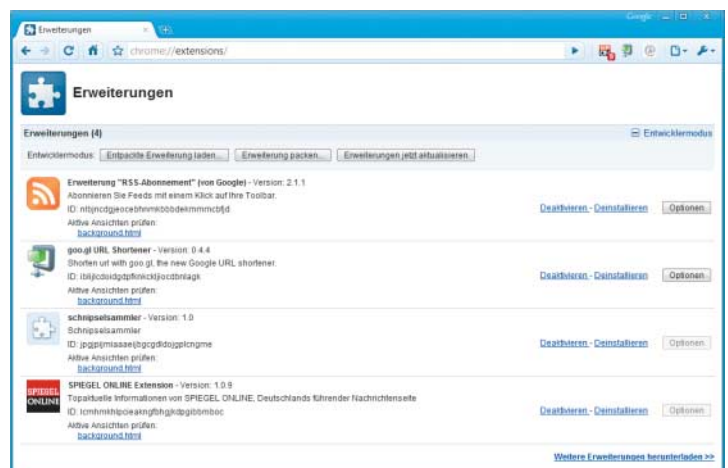 Google
Erweiterungen
chrome://extensions/
Erweiterungen
Erweiterungen (4)
Entwicklermodus
Entwicklermodus: Entpackte Erweiterung laden... Erweiterung packen... Erweiterungen jetzt aktualisieren
Erweiterung "RSS-Abonnement" (von Google) - Version: 2.1.1
Abonnieren Sie Feeds mit einem Klick auf Ihre Toolbar.
ID: nlbjncdgjeocebhnmkbbbdekmmmcbfjd
Deaktivieren - Deinstallieren Optionen
Aktive Ansichten prüfen:
background.html
goo.gl URL Shortener - Version: 0.4.4
Shorten url with goo.gl, the new Google URL shortener.
ID: iblijlcdoidgdpfknkckljiocdbnlagk
Deaktivieren - Deinstallieren Optionen
Aktive Ansichten prüfen:
background.html
schnipselsammler - Version: 1.0
Schnipselsammler
Deaktivieren - Deinstallieren Optionen
Aktive Ansichten prüfen:
background.html
SPIEGEL ONLINE
SPIEGEL ONLINE Extension - Version: 1.0.9
Topaktuelle Informationen von SPIEGEL ONLINE, Deutschlands führender Nachrichtenseite
Deaktivieren - Deinstallieren Optionen
Aktive Ansichten prüfen:
background.html
Weitere Erweiterungen herunterladen >>